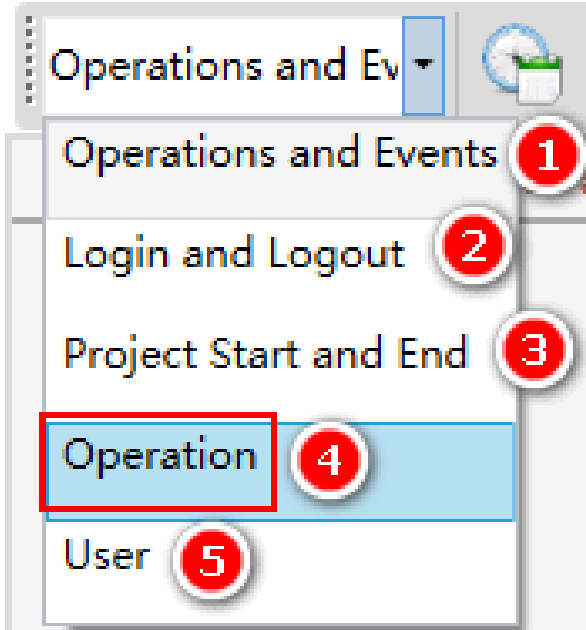 Operations and Ev
Operations and Events 1
Login and Logout 2
Project Start and End 3
Operation 4
User 5